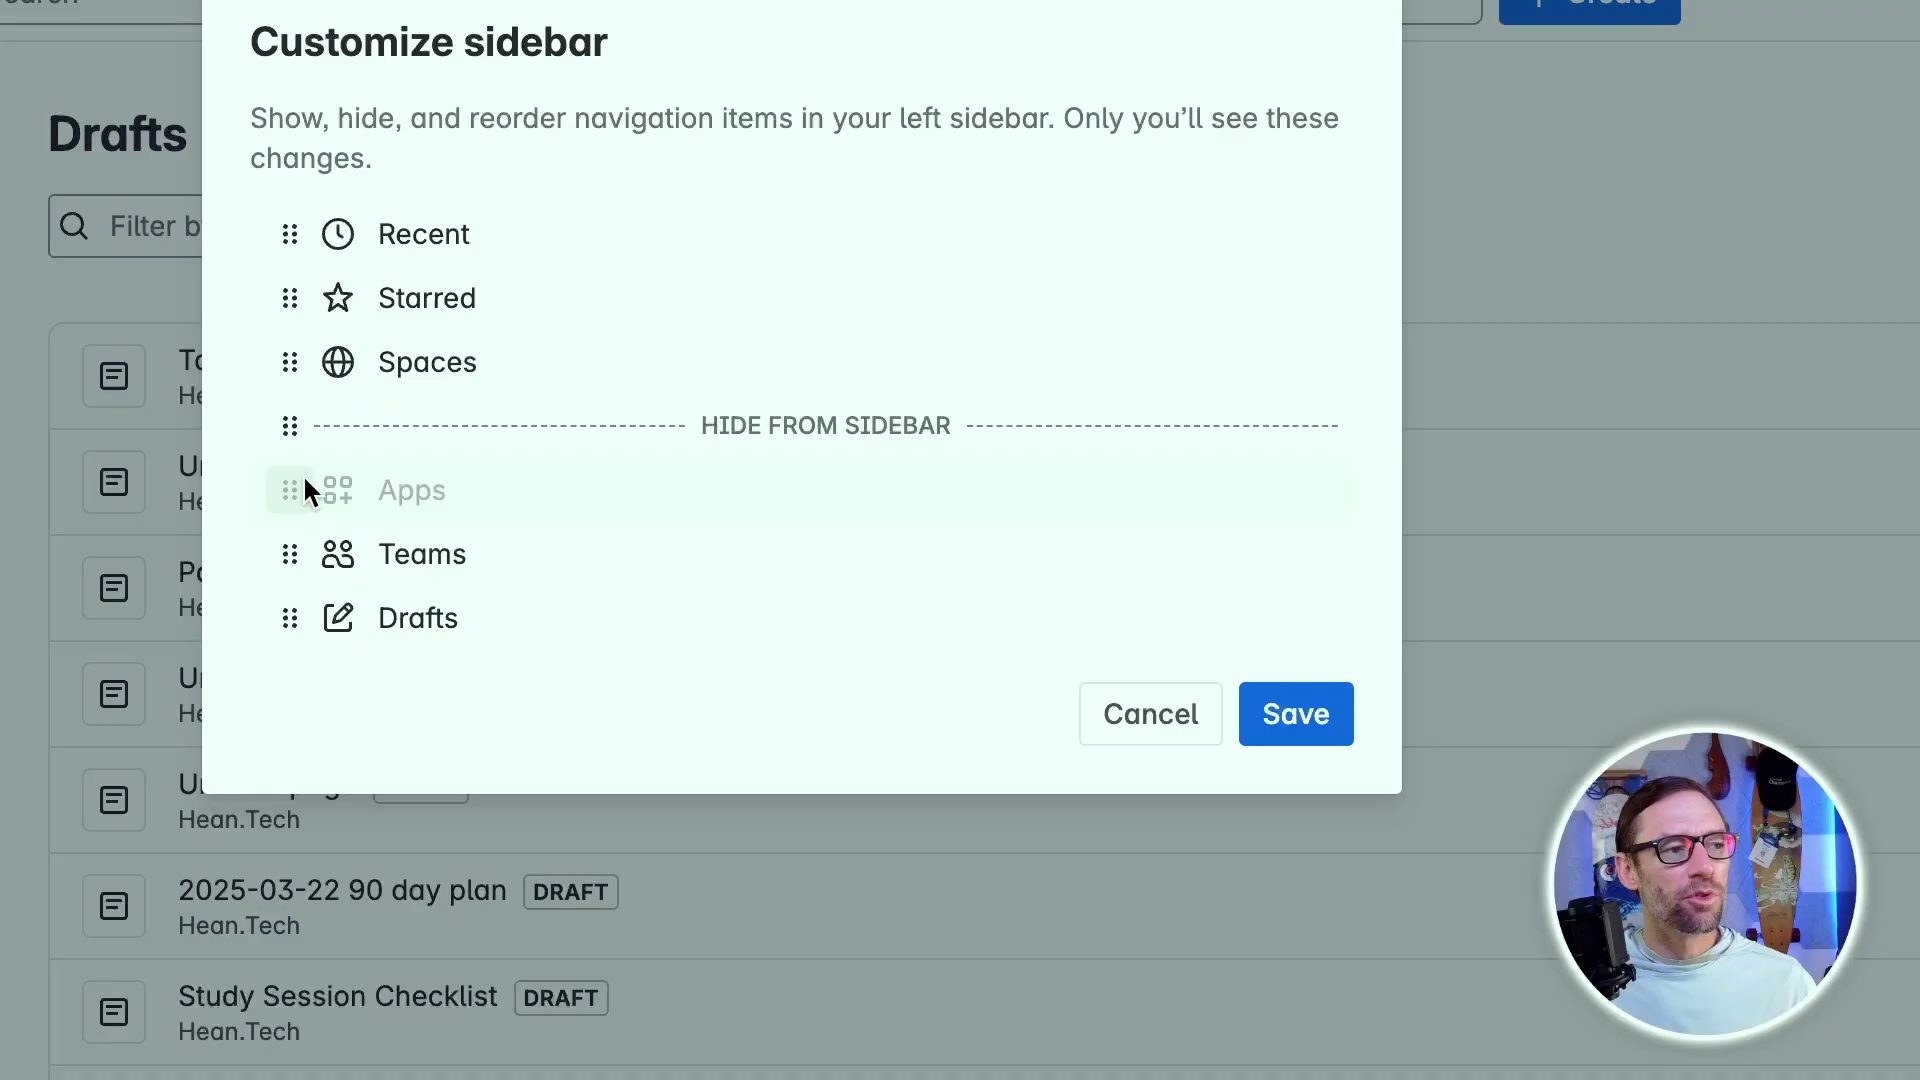 Create
Customize sidebar
Show, hide, and reorder navigation items in your left sidebar. Only you’ll see these
changes.
Drafts
Filter b
Recent
Starred
Spaces
HIDE FROM SIDEBAR
Apps
Teams
Drafts
Cancel
Save
He
Un
He
He
Un
He
Hean.Tech
2025-03-22 90 day plan DRAFT
Hean.Tech
Study Session Checklist DRAFT
Hean.Tech